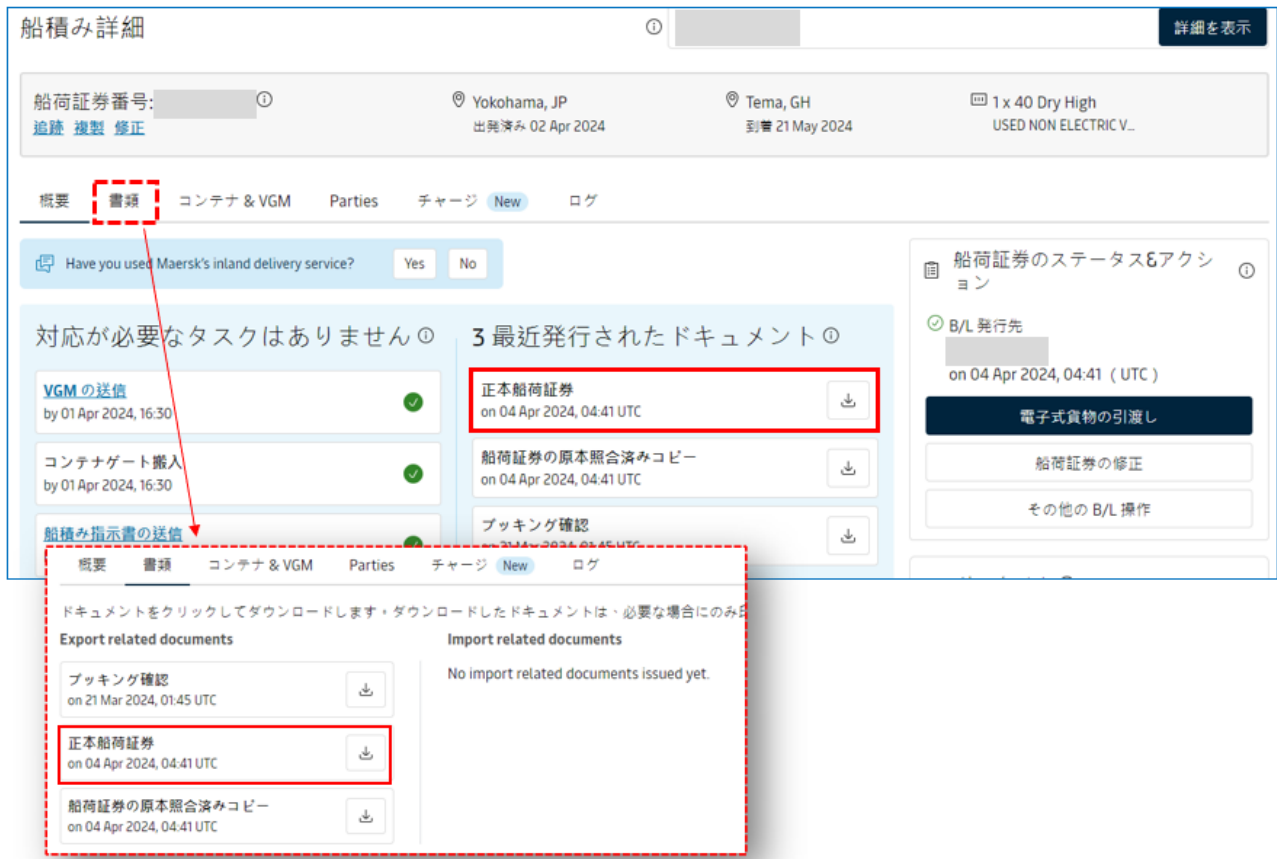 船積み詳細
詳細を表示
船荷証券番号:
追跡 複製 修正
Yokohama, JP
出発済み 02 Apr 2024
Tema, GH
到着 21 May 2024
1 x 40 Dry High
USED NON ELECTRIC V...
概要 書類 コンテナ & VGM Parties チャージ New ログ
Have you used Maersk's inland delivery service? Yes No
対応が必要なタスクはありません
VGM の送信
by 01 Apr 2024, 16:30
コンテナゲート搬入
by 01 Apr 2024, 16:30
船積み指示書の送信
3 最近発行されたドキュメント
正本船荷証券
on 04 Apr 2024, 04:41 UTC
船荷証券の原本照合済みコピー
on 04 Apr 2024, 04:41 UTC
ブッキング確認
on 21 Mar 2024, 01:45 UTC
船荷証券のステータス&アクシ
ョン
B/L 発行先
on 04 Apr 2024, 04:41 ( UTC )
電子式貨物の引渡し
船荷証券の修正
その他の B/L 操作
概要 書類 コンテナ & VGM Parties チャージ New ログ
ドキュメントをクリックしてダウンロードします。ダウンロードしたドキュメントは、必要な場合にのみ
Export related documents
ブッキング確認
on 21 Mar 2024, 01:45 UTC
正本船荷証券
on 04 Apr 2024, 04:41 UTC
船荷証券の原本照合済みコピー
on 04 Apr 2024, 04:41 UTC
Import related documents
No import related documents issued yet.